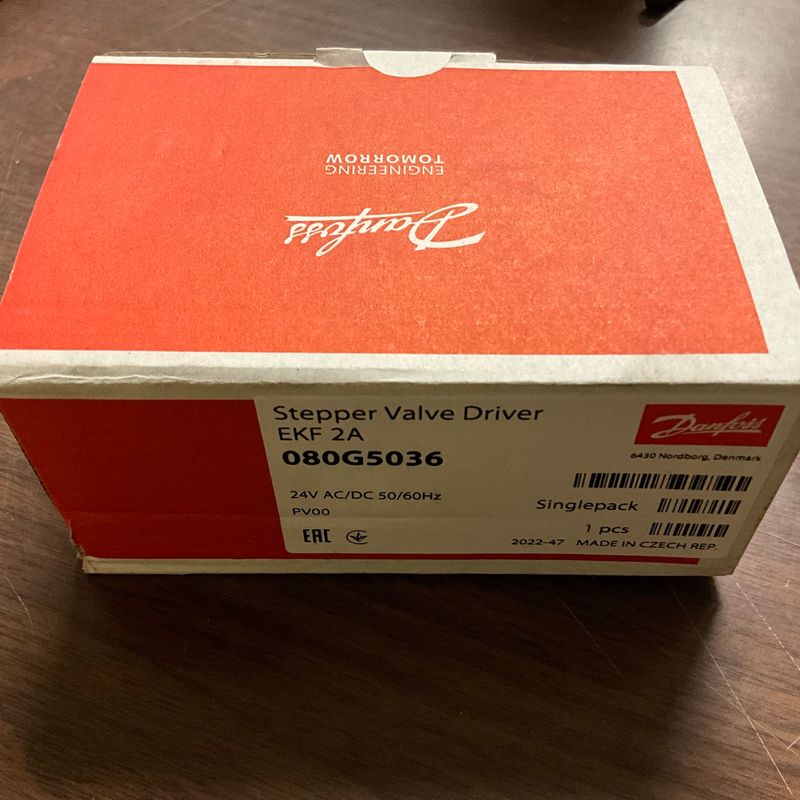 ENGINEERING
TOMORROW
Danfoss
Stepper Valve Driver
EKF 2A
080G5036
24V AC/DC 50/60Hz
PV00
EAC
Danfoss
6430 Nordborg, Denmark
Singlepack
1 pcs
2022-47 MADE IN CZECH REP.